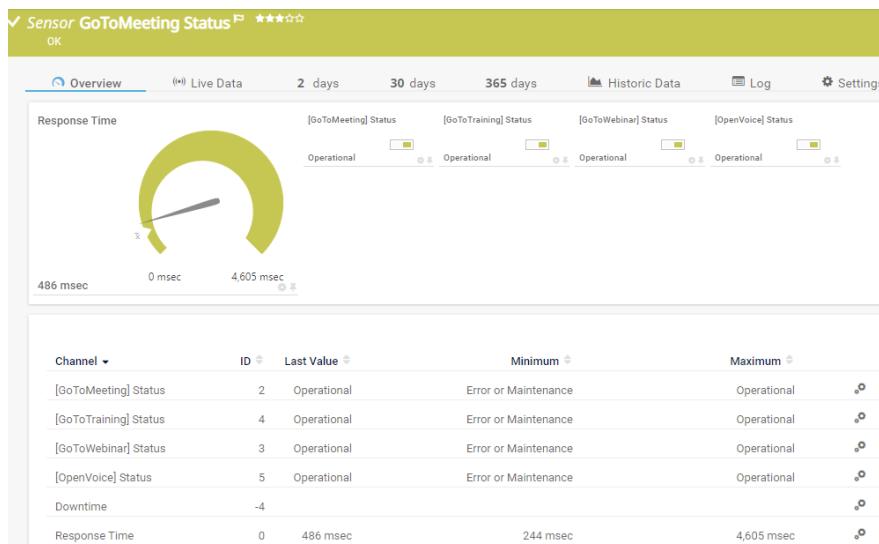 Sensor GoToMeeting Status
OK
Overview Live Data 2 days 30 days 365 days Historic Data Log Settings
Response Time
[GoToMeeting] Status [GoToTraining] Status [GoToWebinar] Status [OpenVoice] Status
Operational Operational Operational Operational
x
0 msec 4,605 msec
486 msec
Channel ID Last Value Minimum Maximum
[GoToMeeting] Status 2 Operational Error or Maintenance Operational
[GoToTraining] Status 4 Operational Error or Maintenance Operational
[GoToWebinar] Status 3 Operational Error or Maintenance Operational
[OpenVoice] Status 5 Operational Error or Maintenance Operational
Downtime -4
Response Time 0 486 msec 244 msec 4,605 msec